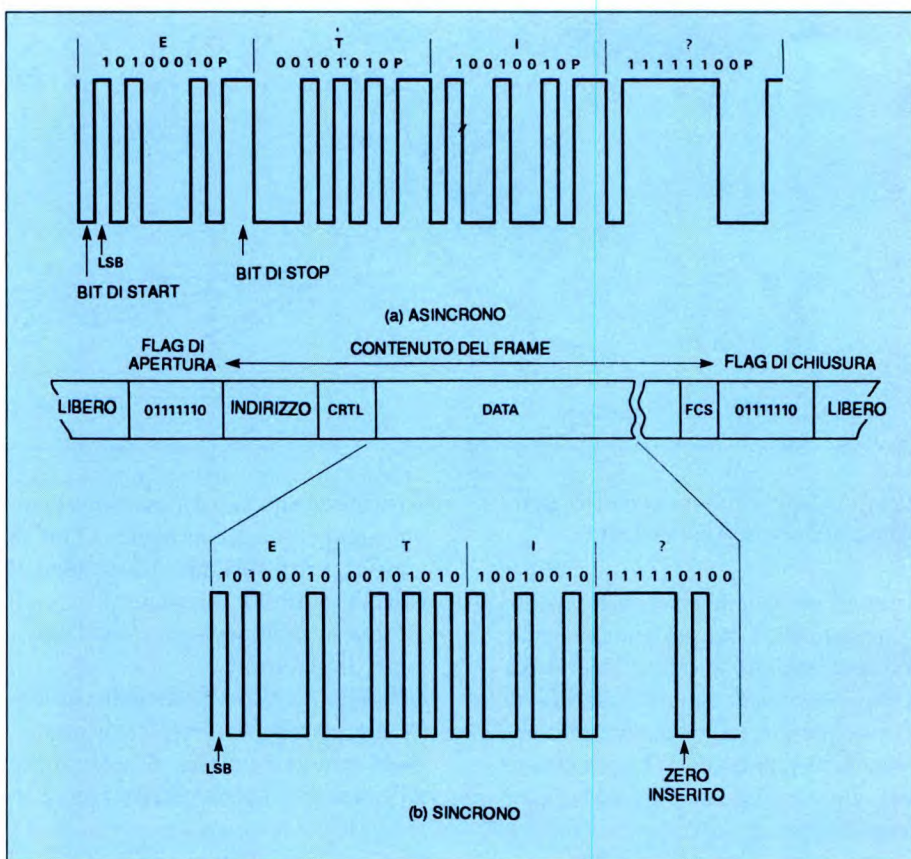 E T I ?
10100010P 00101010P 10010010P 11111100P
LSB
BIT DI START
BIT DI STOP
(a) ASINCRONO
FLAG DI APERTURA
CONTENUTO DEL FRAME
FLAG DI CHIUSURA
LIBERO 01111110 INDIRIZZO CRTL DATA FCS 01111110 LIBERO
E T I ?
10100010 00101010 10010010 111110100
LSB
ZERO INSERITO
(b) SINCRONO